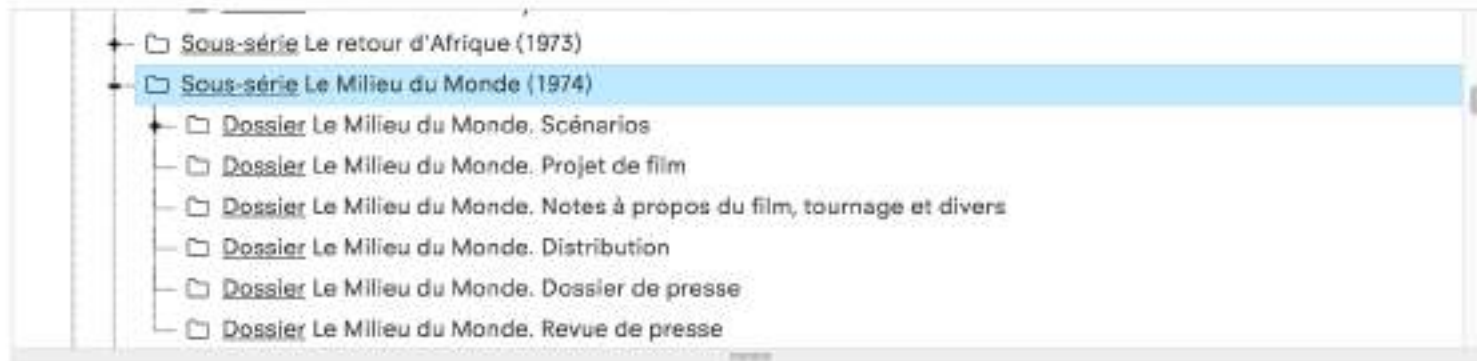 Sous-série Le retour d'Afrique (1973)
Sous-série Le Milieu du Monde (1974)
Dossier Le Milieu du Monde. Scénarios
Dossier Le Milieu du Monde. Projet de film
Dossier Le Milieu du Monde. Notes à propos du film, tournage et divers
Dossier Le Milieu du Monde. Distribution
Dossier Le Milieu du Monde. Dossier de presse
Dossier Le Milieu du Monde. Revue de presse